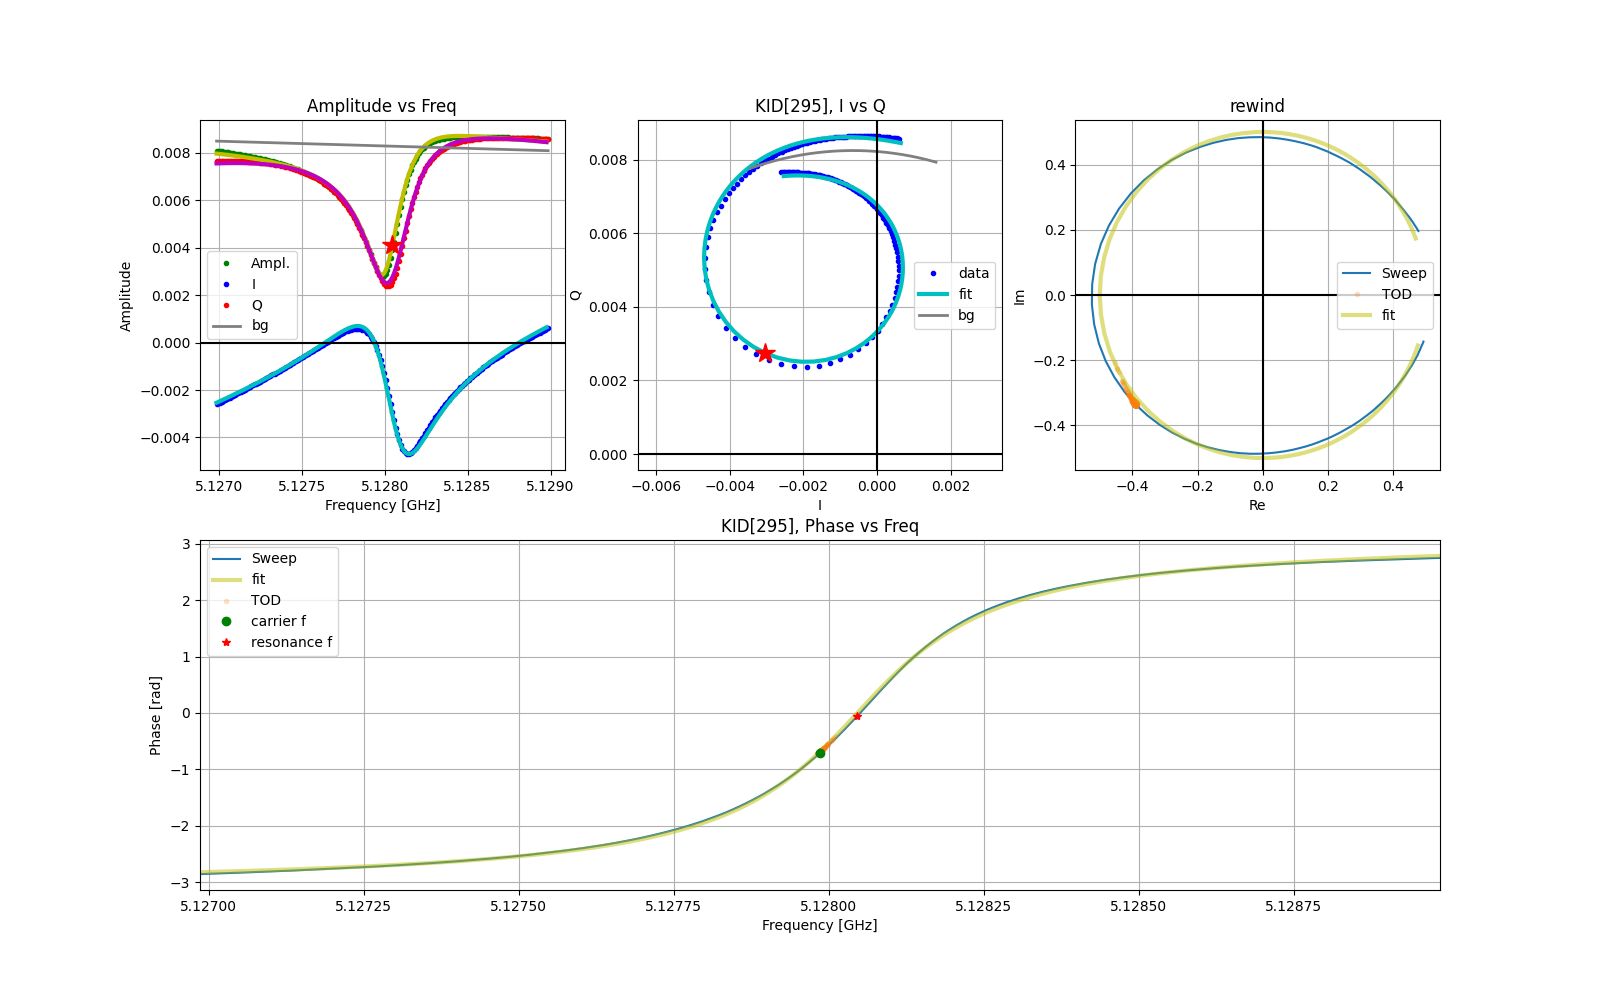 Amplitude vs Freq
0.008
0.006
0.004
0.002
0.000
−0.002
−0.004
Amplitude
Ampl.
I
Q
bg
5.1270
5.1275
5.1280
5.1285
5.1290
Frequency [GHz]
KID[295], I vs Q
0.008
0.006
0.004
0.002
0.000
Q
data
fit
bg
−0.006
−0.004
−0.002
0.000
0.002
I
rewind
0.4
0.2
0.0
−0.2
−0.4
Im
Sweep
TOD
fit
−0.4
−0.2
0.0
0.2
0.4
Re
KID[295], Phase vs Freq
3
2
1
0
−1
−2
−3
Phase [rad]
Sweep
fit
TOD
carrier f
resonance f
5.12700
5.12725
5.12750
5.12775
5.12800
5.12825
5.12850
5.12875
Frequency [GHz]